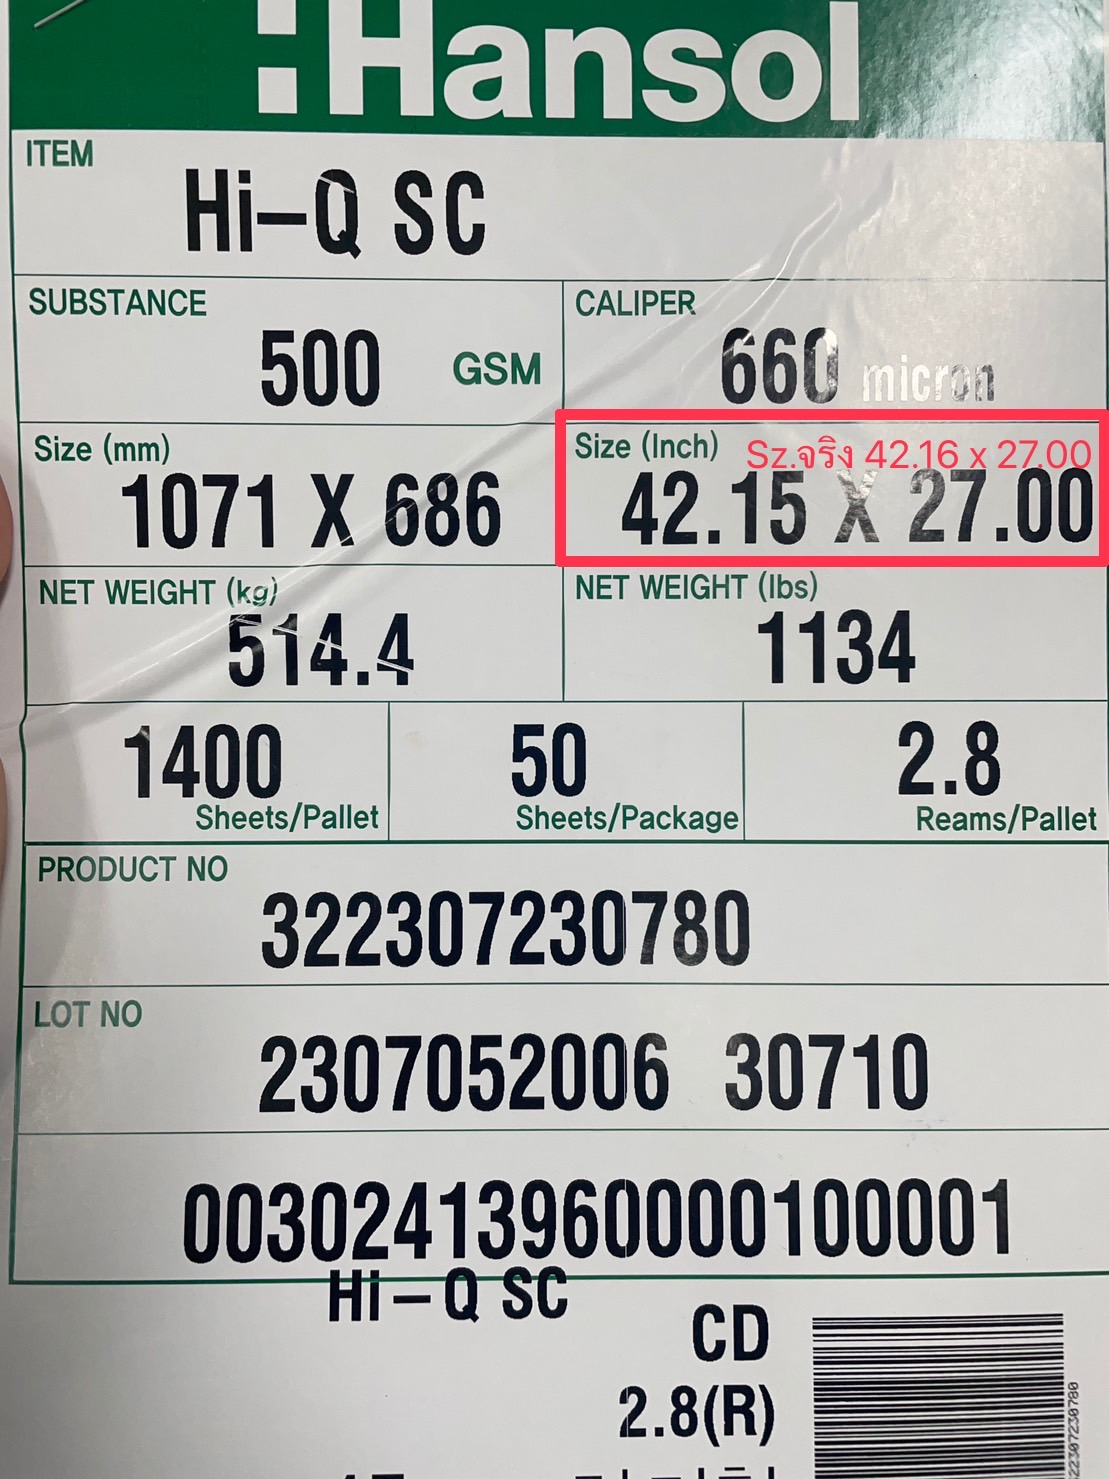 Hansol
ITEM
Hi-Q SC
SUBSTANCE
500 GSM
CALIPER
660 micron
Size (mm)
1071 X 686
Size (Inch)
Sz.จริง 42.16 x 27.00
42.15 X 27.00
NET WEIGHT (kg)
514.4
NET WEIGHT (lbs)
1134
1400
Sheets/Pallet
50
Sheets/Package
2.8
Reams/Pallet
PRODUCT NO
322307230780
LOT NO
2307052006 30710
00302413960000100001
Hi-Q SC
CD
2.8(R)
22307230780